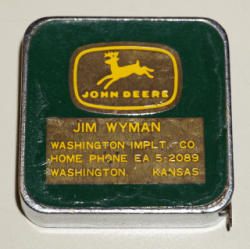 JOHN DEERE
JIM WYMAN
WASHINGTON IMPLT. CO.
HOME PHONE EA 5-2089
WASHINGTON, KANSAS